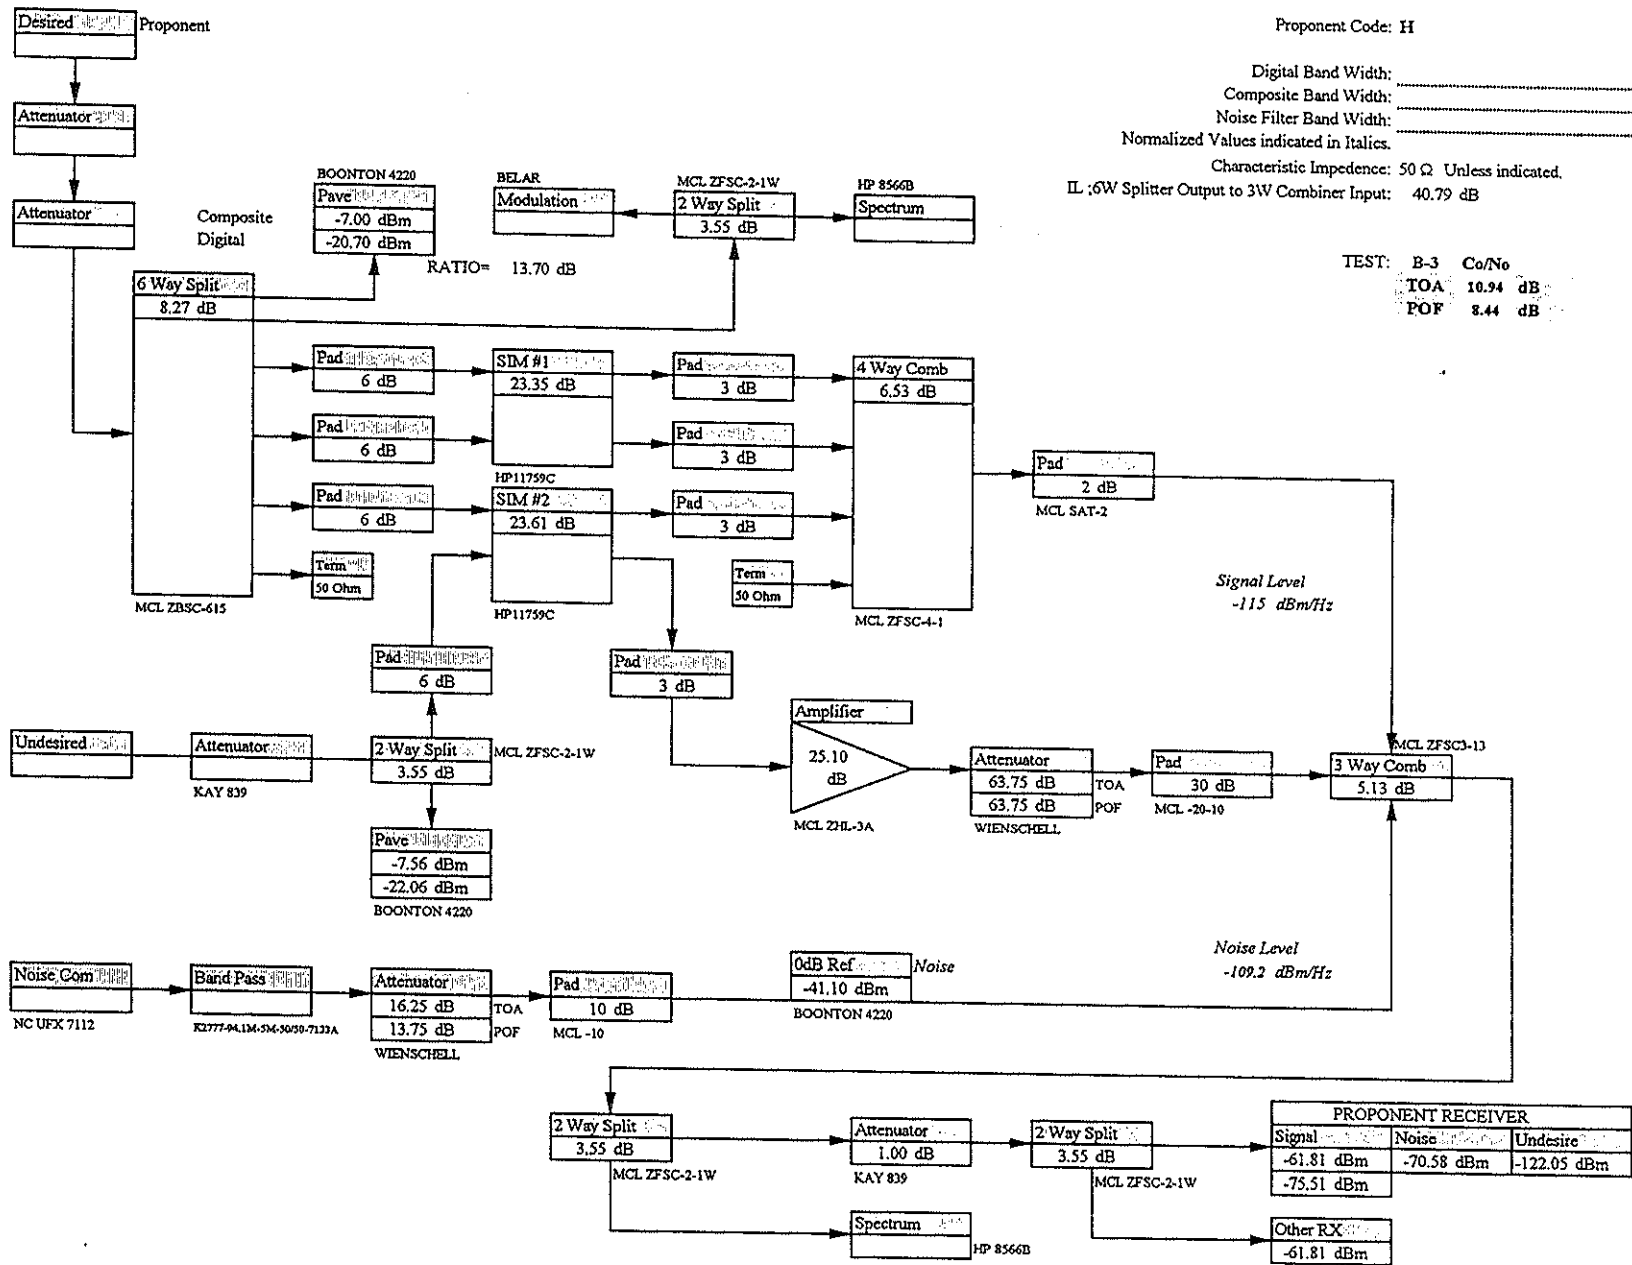 Desired
Proponent
Attenuator
Attenuator
Composite
Digital
BOONTON 4220
Pave
-7.00 dBm
-20.70 dBm
RATIO= 13.70 dB
BELAR
Modulation
MCL ZFSC-2-1W
2 Way Split
3.55 dB
HP 8566B
Spectrum
Proponent Code: H
Digital Band Width:
Composite Band Width:
Noise Filter Band Width:
Normalized Values indicated in Italics.
Characteristic Impedence: 50 Ω Unless indicated.
IL ;6W Splitter Output to 3W Combiner Input: 40.79 dB
TEST: B-3 Co/No
TOA 10.94 dB
POF 8.44 dB
6 Way Split
8.27 dB
MCL ZBSC-615
Pad
6 dB
SIM #1
23.35 dB
Pad
3 dB
4 Way Comb
6.53 dB
Pad
6 dB
HP11759C
Pad
3 dB
Pad
2 dB
MCL SAT-2
Pad
6 dB
SIM #2
23.61 dB
Pad
3 dB
Term
50 Ohm
HP11759C
Term
50 Ohm
MCL ZFSC-4-1
Signal Level
-115 dBm/Hz
Pad
6 dB
Pad
3 dB
Undesired
Attenuator
KAY 839
2 Way Split
3.55 dB
MCL ZFSC-2-1W
Amplifier
25.10
dB
MCL ZHL-3A
Attenuator
63.75 dB TOA
63.75 dB POF
WIENSCHELL
Pad
30 dB
MCL -20-10
MCL ZFSC3-13
3 Way Comb
5.13 dB
Pave
-7.56 dBm
-22.06 dBm
BOONTON 4220
Noise Com
NC UFX 7112
Band Pass
K2777-94.1M-5M-50/50-7133A
Attenuator
16.25 dB TOA
13.75 dB POF
WIENSCHELL
Pad
10 dB
MCL -10
0dB Ref
-41.10 dBm
BOONTON 4220
Noise
Noise Level
-109.2 dBm/Hz
2 Way Split
3.55 dB
MCL ZFSC-2-1W
Attenuator
1.00 dB
KAY 839
2 Way Split
3.55 dB
MCL ZFSC-2-1W
PROPONENT RECEIVER
Signal Noise Undesire
-61.81 dBm -70.58 dBm -122.05 dBm
-75.51 dBm
Spectrum
HP 8566B
Other RX
-61.81 dBm